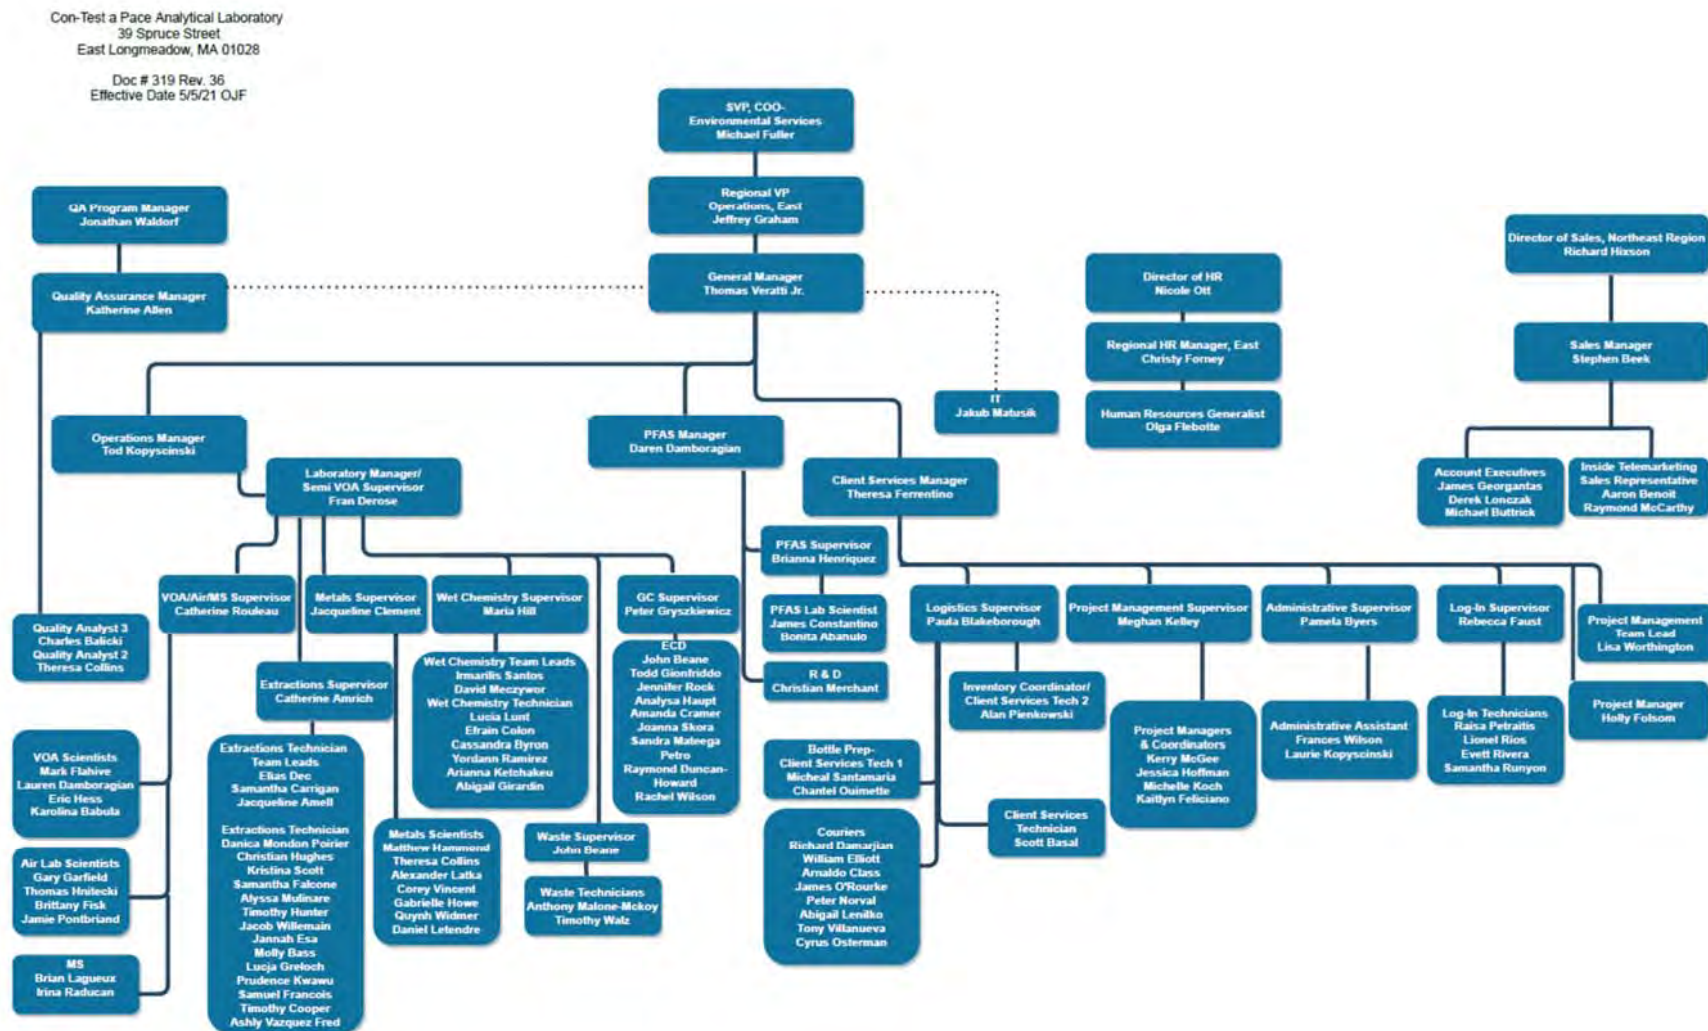 Con-Test a Pace Analytical Laboratory
39 Spruce Street
East Longmeadow, MA 01028
Doc # 319 Rev. 36
Effective Date 5/5/21 OJF
SVP, COO-
Environmental Services
Michael Fuller
Regional VP
Operations, East
Jeffrey Graham
QA Program Manager
Jonathan Waldorf
Quality Assurance Manager
Katherine Allen
General Manager
Thomas Veratti Jr.
Director of HR
Nicole Ott
Regional HR Manager, East
Christy Forney
Human Resources Generalist
Olga Flebotte
Director of Sales, Northeast Region
Richard Hixson
Sales Manager
Stephen Beek
Account Executives
James Georgantas
Derek Lonczak
Michael Buttrick
Inside Telemarketing
Sales Representative
Aaron Benoit
Raymond McCarthy
IT
Jakub Matusik
Operations Manager
Tod Kopyscinski
PFAS Manager
Daren Damboragian
Laboratory Manager/
Semi VOA Supervisor
Fran Derose
Client Services Manager
Theresa Ferrentino
PFAS Supervisor
Brianna Henriquez
PFAS Lab Scientist
James Constantino
Bonita Abanulo
R & D
Christian Merchant
VOA/Air/MS Supervisor
Catherine Rouleau
Metals Supervisor
Jacqueline Clement
Wet Chemistry Supervisor
Maria Hill
GC Supervisor
Peter Gryszkiewicz
Logistics Supervisor
Paula Blakeborough
Project Management Supervisor
Meghan Kelley
Administrative Supervisor
Pamela Byers
Log-In Supervisor
Rebecca Faust
Project Management
Team Lead
Lisa Worthington
Quality Analyst 3
Charles Balicki
Quality Analyst 2
Theresa Collins
Extractions Supervisor
Catherine Amrich
Wet Chemistry Team Leads
Irmarilis Santos
David Meczywor
Wet Chemistry Technician
Lucia Lunt
Efrain Colon
Cassandra Byron
Yordann Ramirez
Arianna Ketchakeu
Abigail Girardin
ECD
John Beane
Todd Gionfriddo
Jennifer Rock
Analysa Haupt
Amanda Cramer
Joanna Skora
Sandra Mateega
Petro
Raymond Duncan-
Howard
Rachel Wilson
Inventory Coordinator/
Client Services Tech 2
Alan Pienkowski
Project Manager
Holly Folsom
Project Managers
& Coordinators
Kerry McGee
Jessica Hoffman
Michelle Koch
Kaitlyn Feliciano
Administrative Assistant
Frances Wilson
Laurie Kopyscinski
Log-In Technicians
Raisa Petraitis
Lionel Rios
Evett Rivera
Samantha Runyon
VOA Scientists
Mark Flahive
Lauren Damboragian
Eric Hess
Karolina Babula
Extractions Technician
Team Leads
Elias Dec
Samantha Carrigan
Jacqueline Amell
Extractions Technician
Danica Mondon Poirier
Christian Hughes
Kristina Scott
Samantha Falcone
Alyssa Mulinare
Timothy Hunter
Jacob Willemain
Jannah Esa
Molly Bass
Lucja Greloch
Prudence Kwawu
Samuel Francois
Timothy Cooper
Ashly Vazquez Fred
Bottle Prep-
Client Services Tech 1
Micheal Santamaria
Chantel Ouimette
Client Services
Technician
Scott Basal
Metals Scientists
Matthew Hammond
Theresa Collins
Alexander Latka
Corey Vincent
Gabrielle Howe
Quynh Widmer
Daniel Letendre
Waste Supervisor
John Beane
Waste Technicians
Anthony Malone-Mckoy
Timothy Walz
Couriers
Richard Damarjian
William Elliott
Arnaldo Class
James O'Rourke
Peter Norval
Abigail Lenilko
Tony Villanueva
Cyrus Osterman
Air Lab Scientists
Gary Garfield
Thomas Hnitecki
Brittany Fisk
Jamie Pontbriand
MS
Brian Lagueux
Irina Raducan